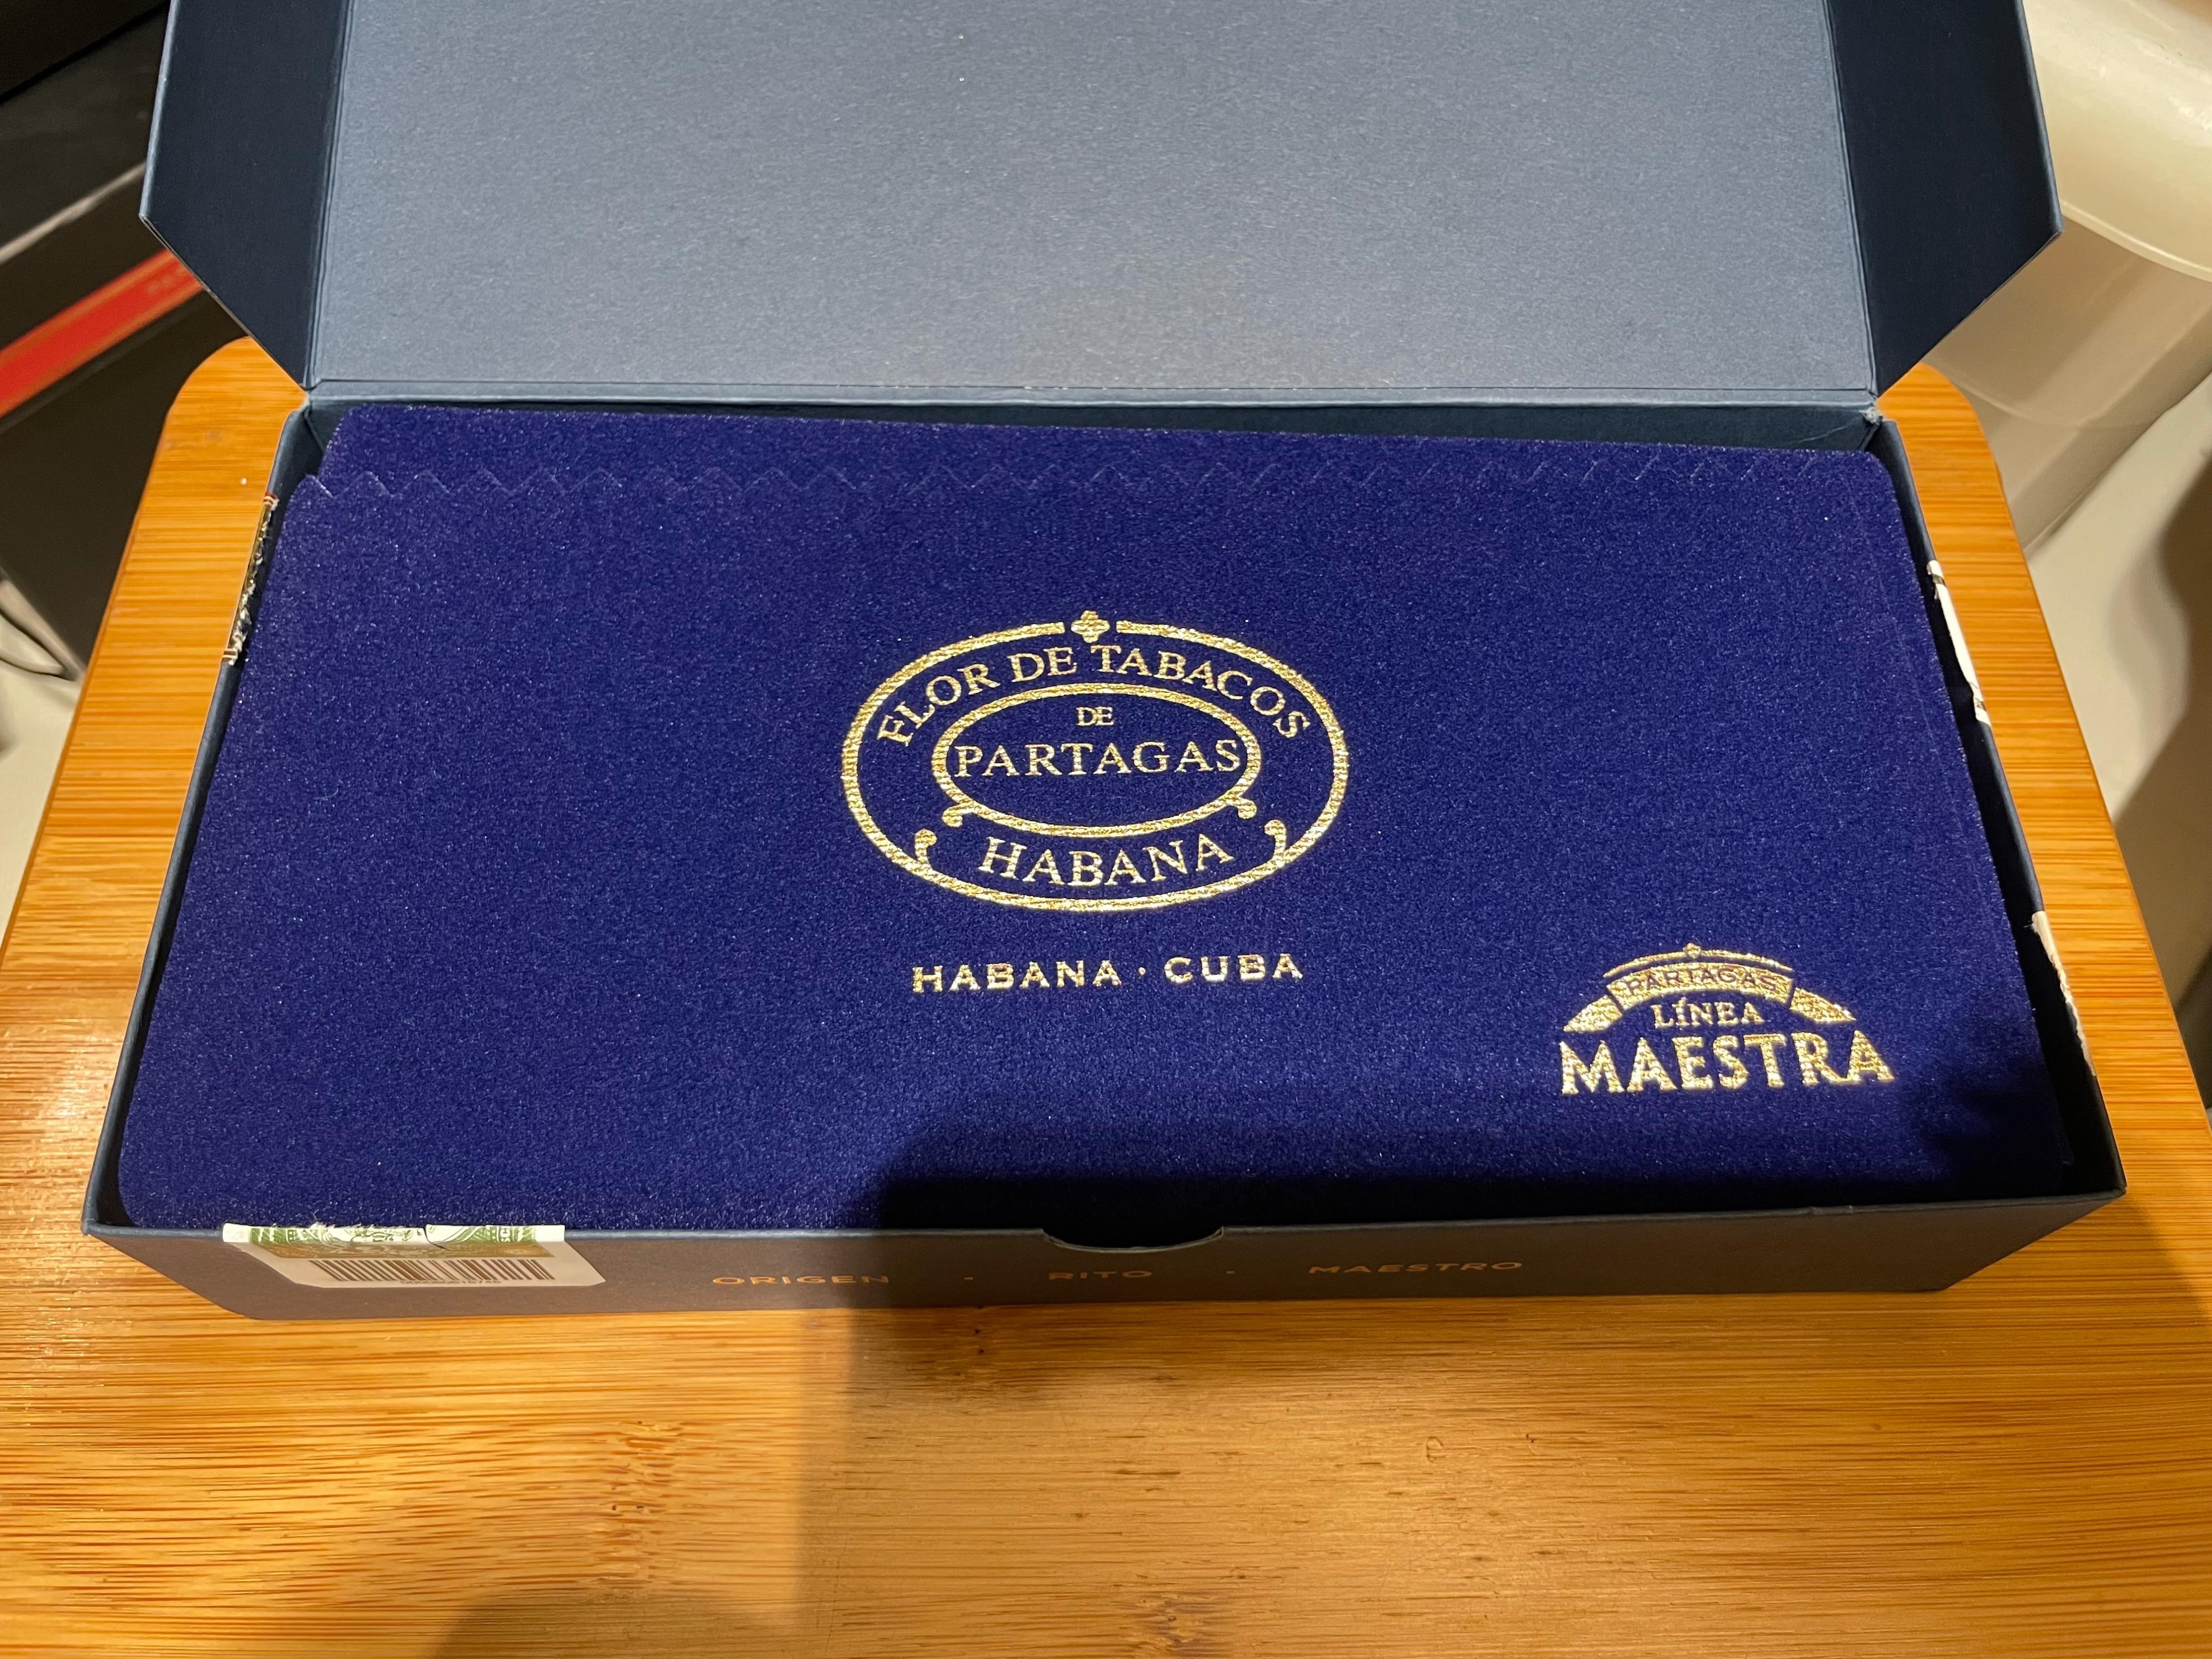 FLOR DE TABACOS
DE
PARTAGAS
HABANA
HABANA · CUBA
PARTAGAS
LÍNEA
MAESTRA
ORIGEN · RITO · MAESTRO